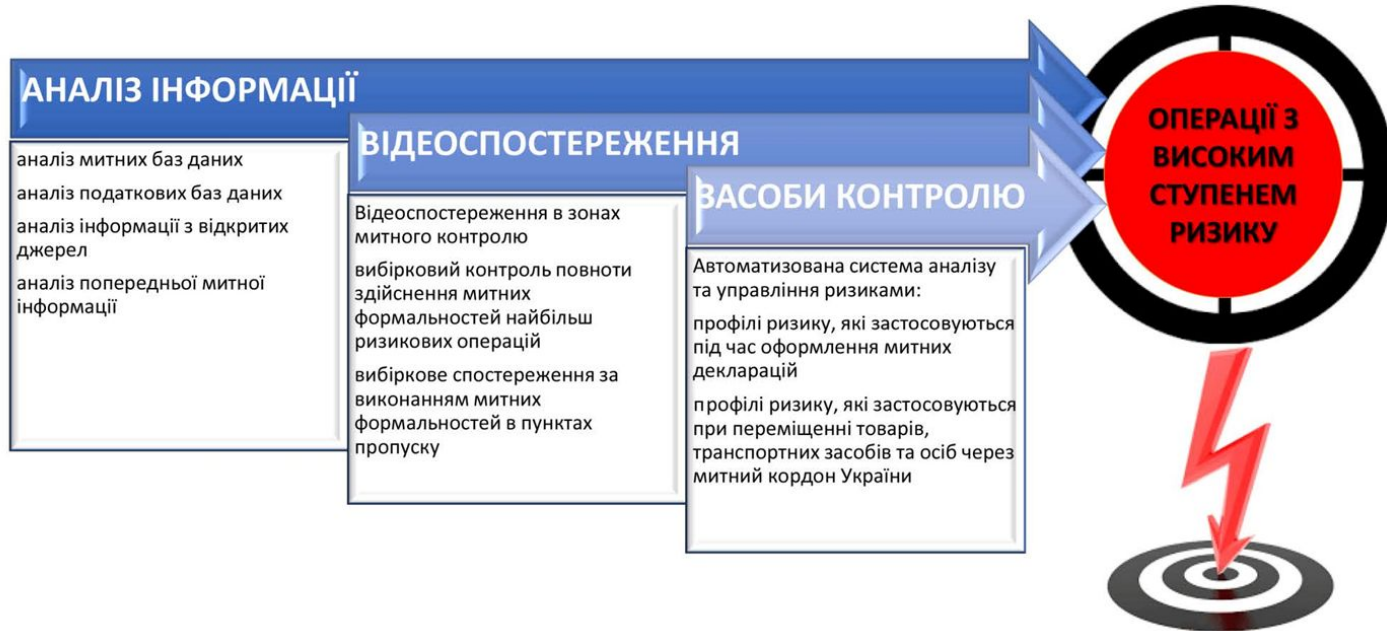 АНАЛІЗ ІНФОРМАЦІЇ
аналіз митних баз даних
аналіз податкових баз даних
аналіз інформації з відкритих
джерел
аналіз попередньої митної
інформації
ВІДЕОСПОСТЕРЕЖЕННЯ
Відеоспостереження в зонах
митного контролю
вибірковий контроль повноти
здійснення митних
формальностей найбільш
ризикових операцій
вибіркове спостереження за
виконанням митних
формальностей в пунктах
пропуску
ЗАСОБИ КОНТРОЛЮ
Автоматизована система аналізу
та управління ризиками:
профілі ризику, які застосовуються
під час оформлення митних
декларацій
профілі ризику, які застосовуються
при переміщенні товарів,
транспортних засобів та осіб через
митний кордон України
ОПЕРАЦІЇ З
ВИСОКИМ
СТУПЕНЕМ
РИЗИКУ